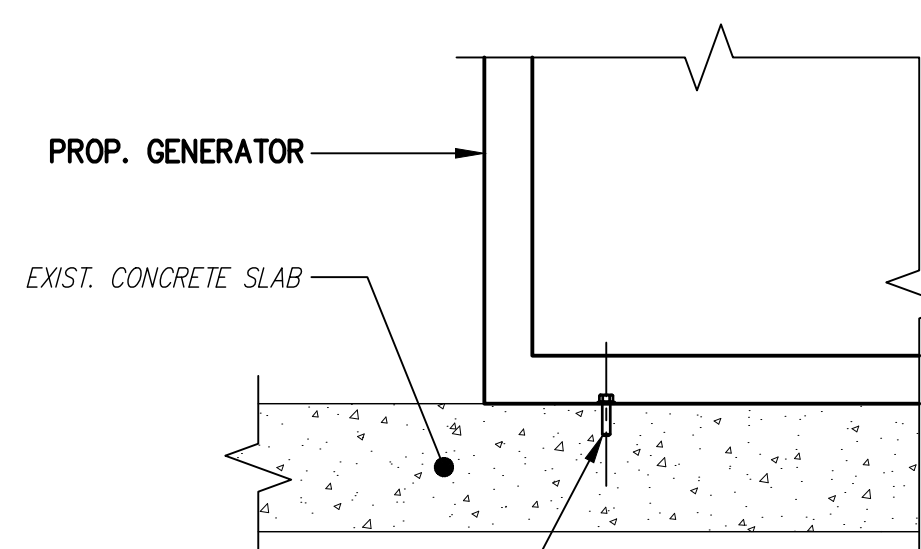 PROP. GENERATOR
EXIST. CONCRETE SLAB